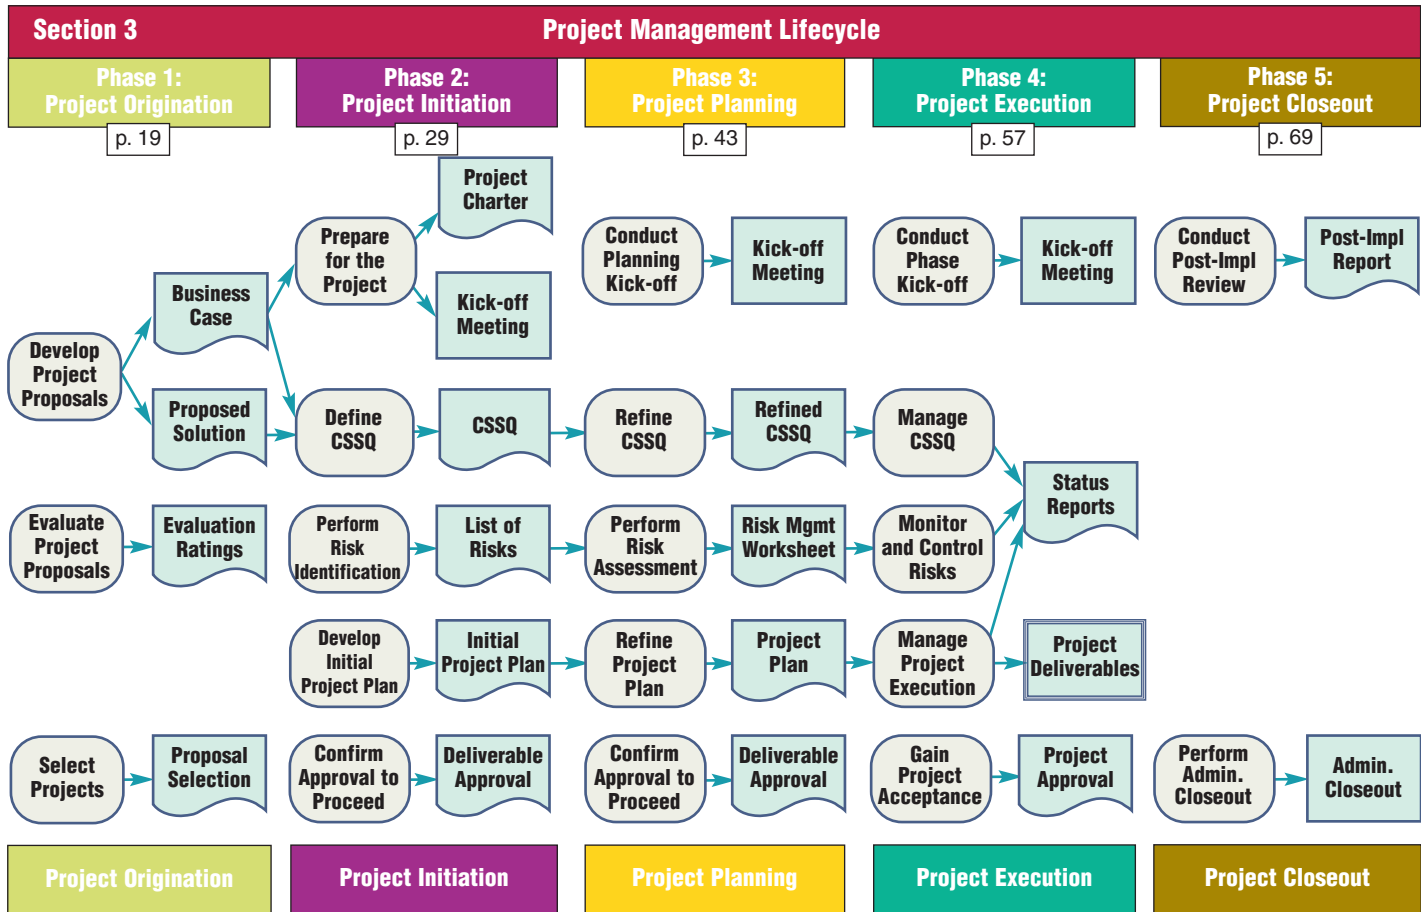 Section 3
Project Management Lifecycle
Phase 1:
Project Origination
p. 19
Phase 2:
Project Initiation
p. 29
Phase 3:
Project Planning
p. 43
Phase 4:
Project Execution
p. 57
Phase 5:
Project Closeout
p. 69
Develop
Project
Proposals
Business
Case
Proposed
Solution
Evaluate
Project
Proposals
Evaluation
Ratings
Select
Projects
Proposal
Selection
Prepare
for the
Project
Project
Charter
Kick-off
Meeting
Define
CSSQ
CSSQ
Perform
Risk
Identification
List of
Risks
Develop
Initial
Project Plan
Initial
Project Plan
Confirm
Approval to
Proceed
Deliverable
Approval
Conduct
Planning
Kick-off
Kick-off
Meeting
Refine
CSSQ
Refined
CSSQ
Perform
Risk
Assessment
Risk Mgmt
Worksheet
Refine
Project
Plan
Project
Plan
Confirm
Approval to
Proceed
Deliverable
Approval
Conduct
Phase
Kick-off
Kick-off
Meeting
Manage
CSSQ
Status
Reports
Monitor
and Control
Risks
Manage
Project
Execution
Project
Deliverables
Gain
Project
Acceptance
Project
Approval
Conduct
Post-Impl
Review
Post-Impl
Report
Perform
Admin.
Closeout
Admin.
Closeout
Project Origination
Project Initiation
Project Planning
Project Execution
Project Closeout